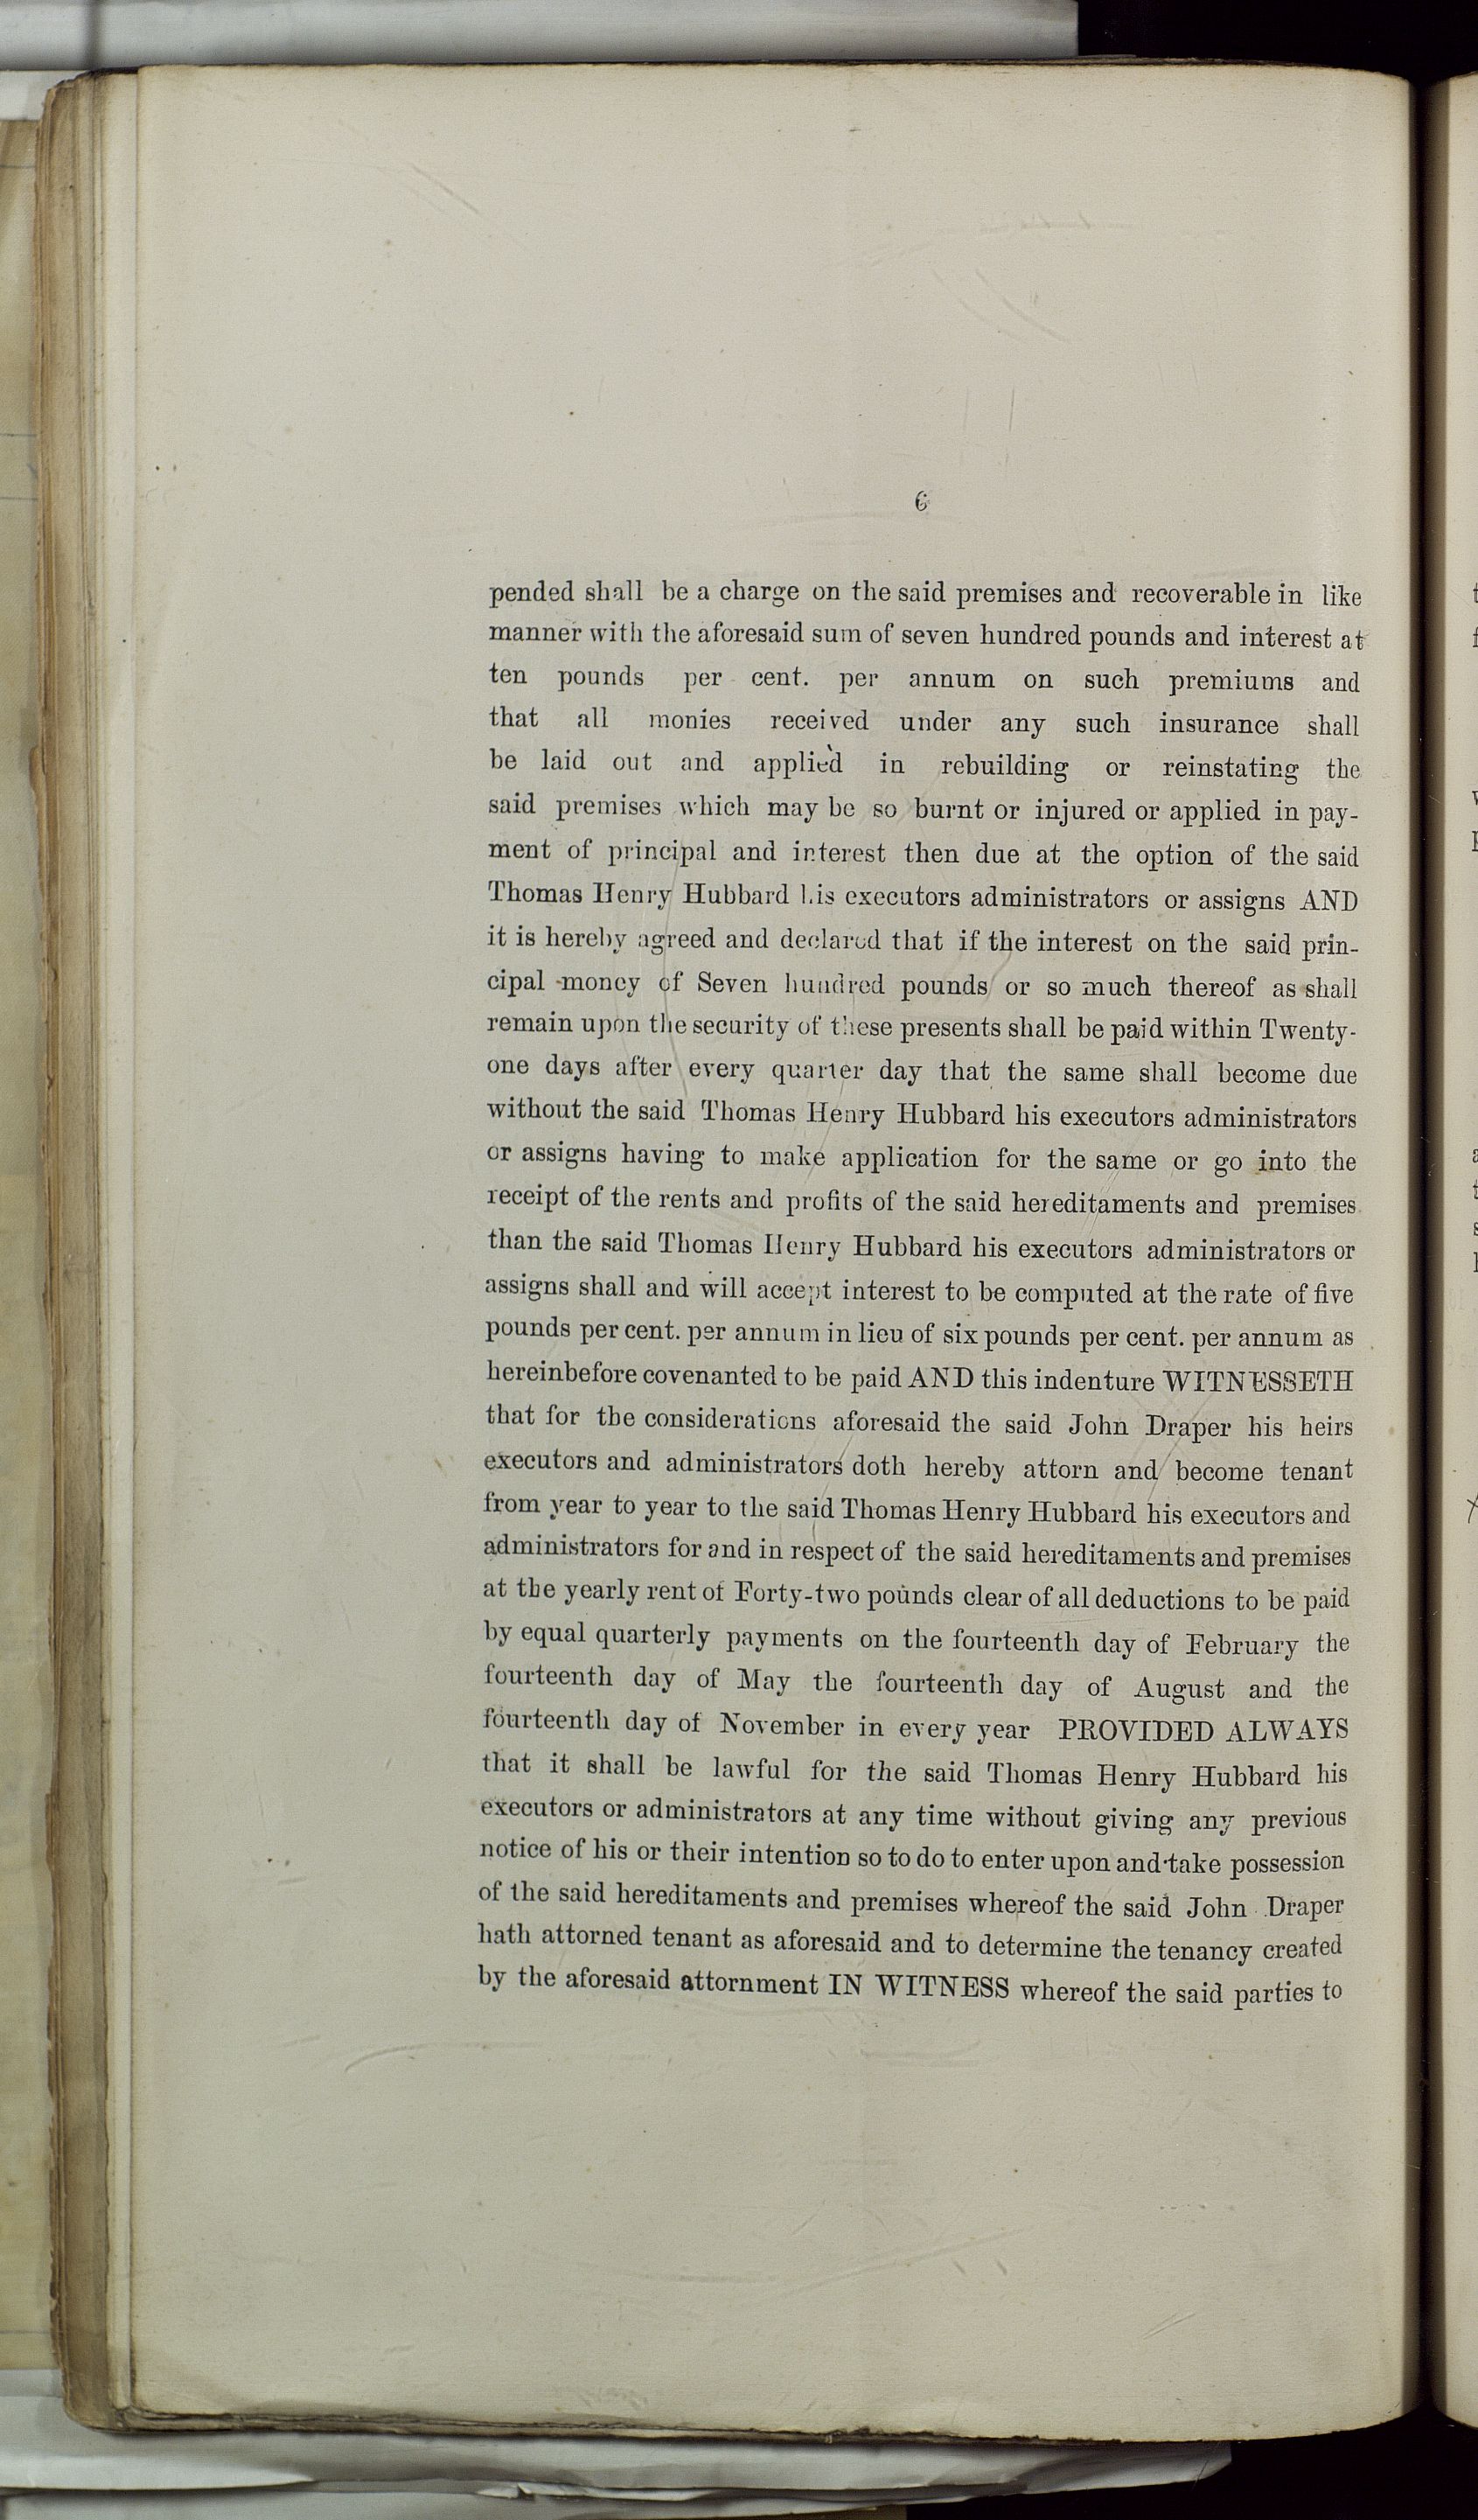 6
pended shall be a charge on the said premises and recoverable in like
manner with the aforesaid sum of seven hundred pounds and interest at
ten pounds per cent. per annum on such premiums and
that all monies received under any such insurance shall
be laid out and applied in rebuilding or reinstating the
said premises which may be so burnt or injured or applied in pay-
ment of principal and interest then due at the option of the said
Thomas Henry Hubbard his executors administrators or assigns AND
it is hereby agreed and declared that if the interest on the said prin-
cipal money of Seven hundred pounds or so much thereof as shall
remain upon the security of these presents shall be paid within Twenty-
one days after every quarter day that the same shall become due
without the said Thomas Henry Hubbard his executors administrators
or assigns having to make application for the same or go into the
receipt of the rents and profits of the said hereditaments and premises
than the said Thomas Henry Hubbard his executors administrators or
assigns shall and will accept interest to be computed at the rate of five
pounds per cent. per annum in lieu of six pounds per cent. per annum as
hereinbefore covenanted to be paid AND this indenture WITNESSETH
that for the considerations aforesaid the said John Draper his heirs
executors and administrators doth hereby attorn and become tenant
from year to year to the said Thomas Henry Hubbard his executors and
administrators for and in respect of the said hereditaments and premises
at the yearly rent of Forty-two pounds clear of all deductions to be paid
by equal quarterly payments on the fourteenth day of February the
fourteenth day of May the fourteenth day of August and the
fourteenth day of November in every year PROVIDED ALWAYS
that it shall be lawful for the said Thomas Henry Hubbard his
executors or administrators at any time without giving any previous
notice of his or their intention so to do to enter upon and take possession
of the said hereditaments and premises whereof the said John Draper
hath attorned tenant as aforesaid and to determine the tenancy created
by the aforesaid attornment IN WITNESS whereof the said parties to